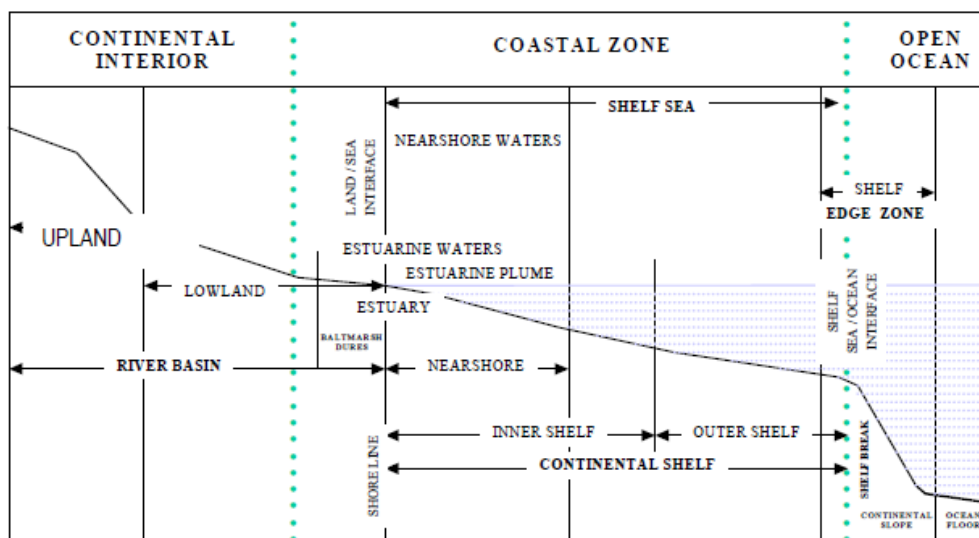 CONTINENTAL
INTERIOR
COASTAL ZONE
OPEN
OCEAN
SHELF SEA
NEARSHORE WATERS
LAND / SEA
INTERFACE
SHELF
EDGE ZONE
UPLAND
ESTUARINE WATERS
ESTUARINE PLUME
LOWLAND
ESTUARY
SHELF
SEA / OCEAN
INTERFACE
BALTMARSH
DURES
RIVER BASIN
NEARSHORE
INNER SHELF
OUTER SHELF
CONTINENTAL SHELF
SHORE LINE
SHELF BREAK
CONTINENTAL
SLOPE
OCEAN
FLOOR